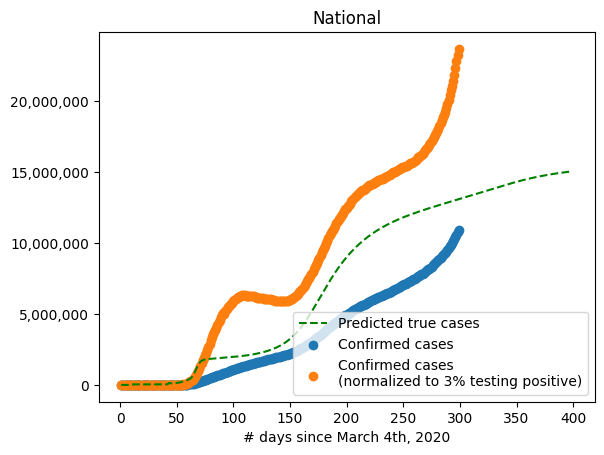 National
20,000,000
15,000,000
10,000,000
5,000,000
0
Predicted true cases
Confirmed cases
Confirmed cases
(normalized to 3% testing positive)
0 50 100 150 200 250 300 350 400
# days since March 4th, 2020